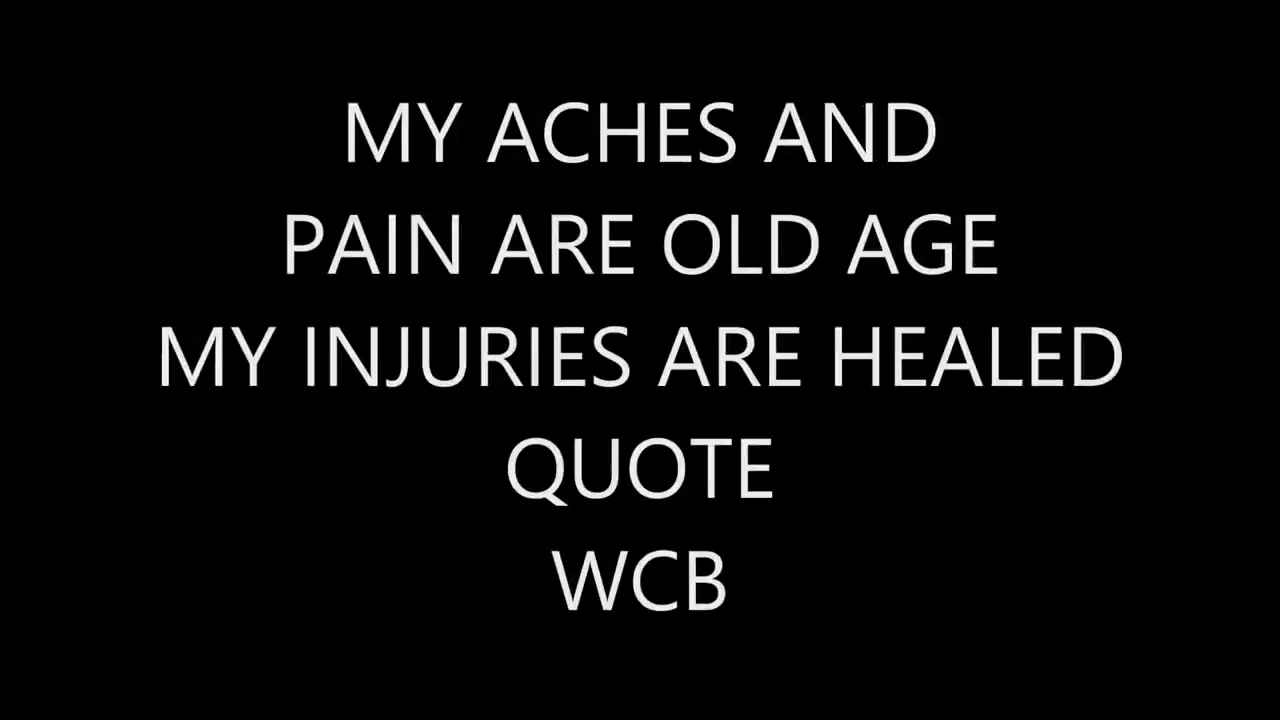 MY ACHES AND
PAIN ARE OLD AGE
MY INJURIES ARE HEALED
QUOTE
WCB